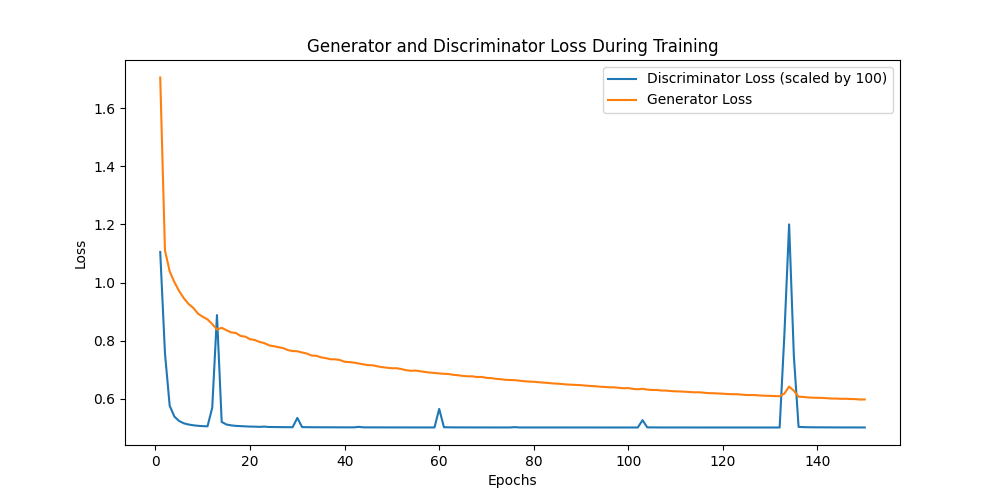 Generator and Discriminator Loss During Training
Discriminator Loss (scaled by 100)
Generator Loss
Loss
1.6
1.4
1.2
1.0
0.8
0.6
0
20
40
60
80
100
120
140
Epochs